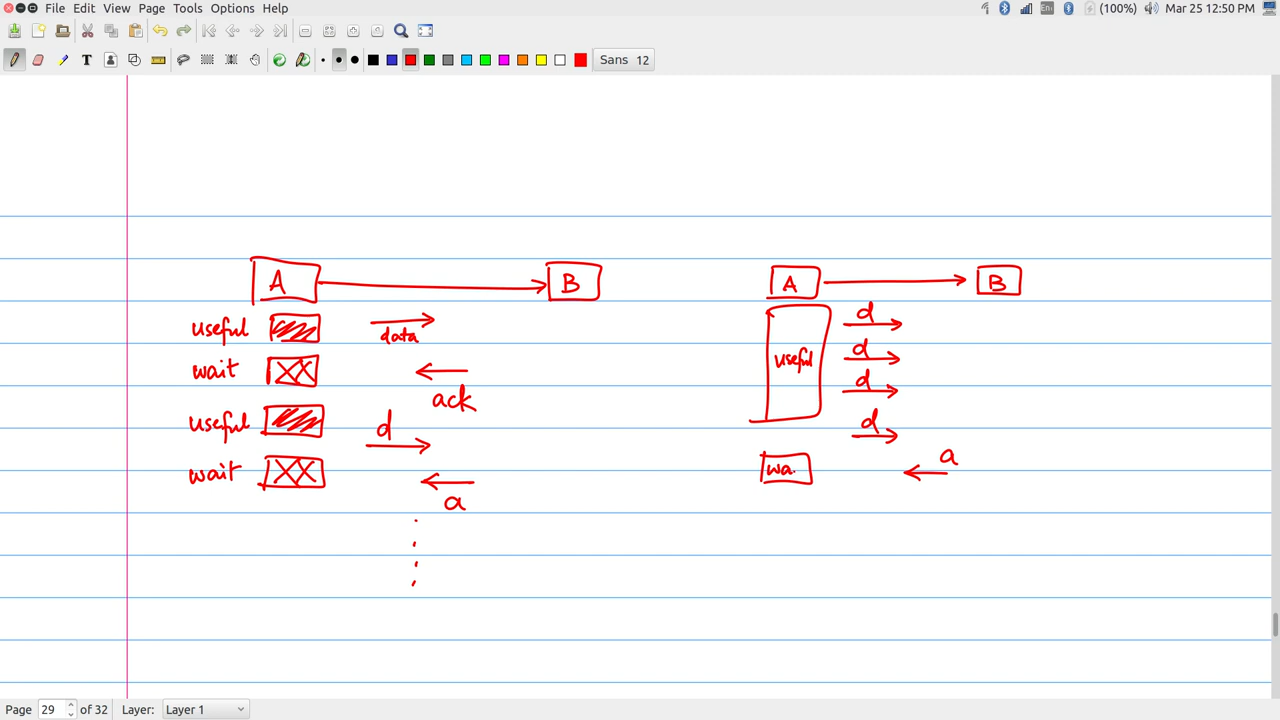 File Edit View Page Tools Options Help
En (100%) Mar 25 12:50 PM
T Sans 12
A B
useful data
wait ack
useful d
wait a
A B
d
useful d
d
d
wa. a
Page 29 of 32 Layer: Layer 1